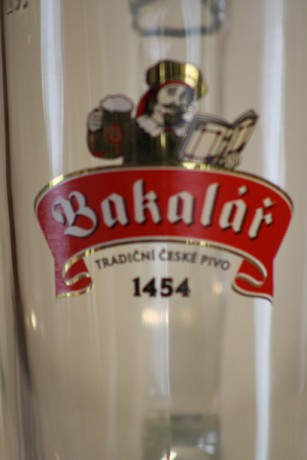 Bakalář
TRADIČNÍ ČESKÉ PIVO
1454